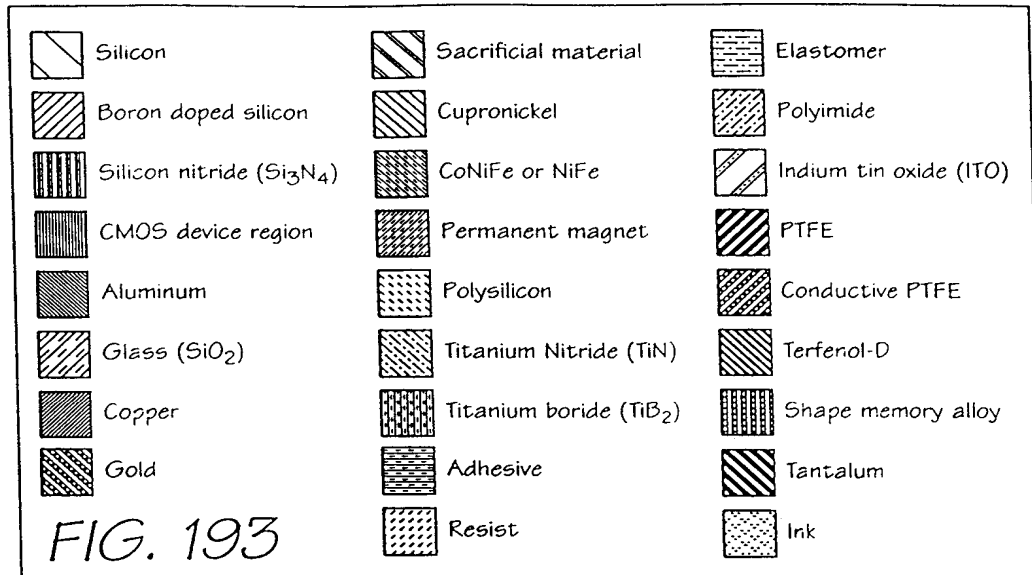 Silicon
Boron doped silicon
Silicon nitride (Si₃N₄)
CMOS device region
Aluminum
Glass (SiO₂)
Copper
Gold
FIG. 193
Sacrificial material
Cupronickel
CoNiFe or NiFe
Permanent magnet
Polysilicon
Titanium Nitride (TiN)
Titanium boride (TiB₂)
Adhesive
Resist
Elastomer
Polyimide
Indium tin oxide (ITO)
PTFE
Conductive PTFE
Terfenol-D
Shape memory alloy
Tantalum
Ink